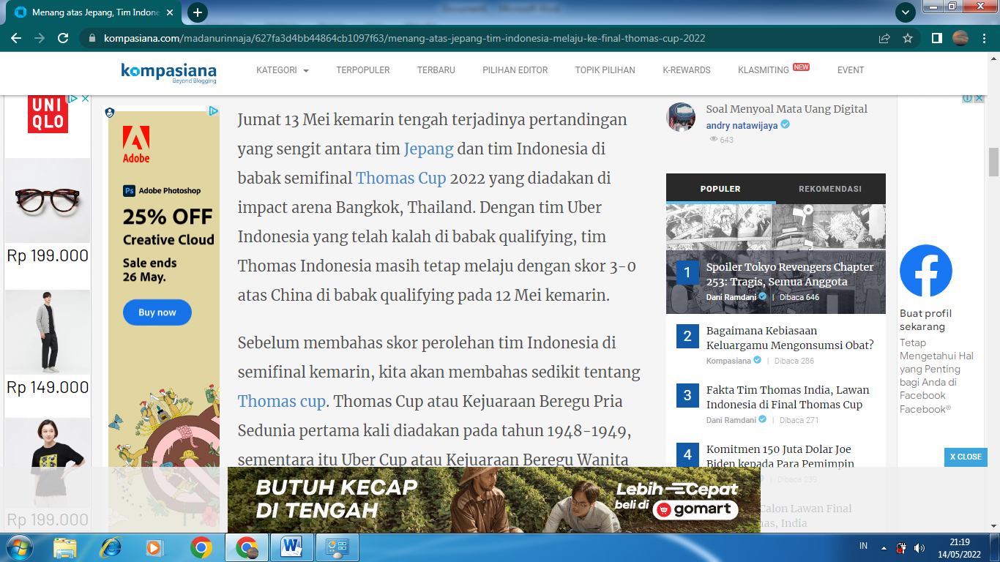 Menang atas Jepang, Tim Indone
kompasiana.com/madanurinnaja/627fa3d4bb44864cb1097f63/menang-atas-jepang-tim-indonesia-melaju-ke-final-thomas-cup-2022
kompasiana
Beyond Blogging
KATEGORI
TERPOPULER
TERBARU
PILIHAN EDITOR
TOPIK PILIHAN
K-REWARDS
KLASMITING NEW
EVENT
UNI
QLO
Rp 199.000
Rp 149.000
Rp 199.000
Adobe
Ps Adobe Photoshop
25% OFF
Creative Cloud
Sale ends
26 May.
Buy now
Jumat 13 Mei kemarin tengah terjadinya pertandingan
yang sengit antara tim Jepang dan tim Indonesia di
babak semifinal Thomas Cup 2022 yang diadakan di
impact arena Bangkok, Thailand. Dengan tim Uber
Indonesia yang telah kalah di babak qualifying, tim
Thomas Indonesia masih tetap melaju dengan skor 3-0
atas China di babak qualifying pada 12 Mei kemarin.
Sebelum membahas skor perolehan tim Indonesia di
semifinal kemarin, kita akan membahas sedikit tentang
Thomas cup. Thomas Cup atau Kejuaraan Beregu Pria
Sedunia pertama kali diadakan pada tahun 1948-1949,
sementara itu Uber Cup atau Kejuaraan Beregu Wanita
Soal Menyoal Mata Uang Digital
andry natawijaya
643
POPULER
REKOMENDASI
1
Spoiler Tokyo Revengers Chapter
253: Tragis, Semua Anggota
Dani Ramdani | Dibaca 646
2
Bagaimana Kebiasaan
Keluargamu Mengonsumsi Obat?
Kompasiana | Dibaca 286
3
Fakta Tim Thomas India, Lawan
Indonesia di Final Thomas Cup
Dani Ramdani | Dibaca 271
4
Komitmen 150 Juta Dolar Joe
Biden kepada Para Pemimpin
Dibaca 239
Calon Lawan Final
India
Buat profil
sekarang
Tetap
Mengetahui Hal
yang Penting
bagi Anda di
Facebook
Facebook®
X CLOSE
BUTUH KECAP
DI TENGAH
Lebih Cepat
beli di gomart
IN
21:19
14/05/2022